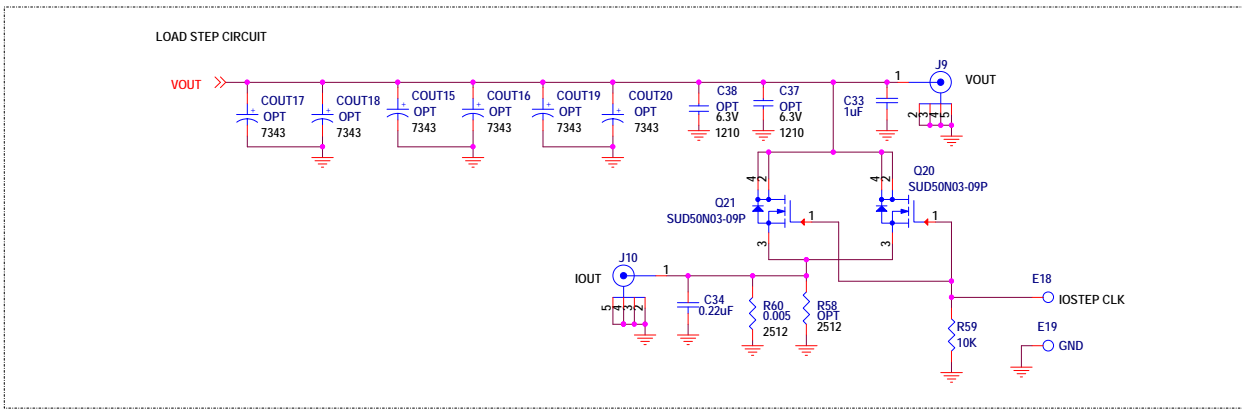 LOAD STEP CIRCUIT
VOUT
COUT17
OPT
7343
COUT18
OPT
7343
COUT15
OPT
7343
COUT16
OPT
7343
COUT19
OPT
7343
COUT20
OPT
7343
C38
OPT
6.3V
1210
C37
OPT
6.3V
1210
C33
1uF
1
J9
VOUT
2
3
4
5
4
2
Q21
SUD50N03-09P
1
3
4
2
Q20
SUD50N03-09P
1
3
J10
IOUT
1
5
4
3
2
C34
0.22uF
R60
0.005
2512
R58
OPT
2512
E18
IOSTEP CLK
R59
10K
E19
GND